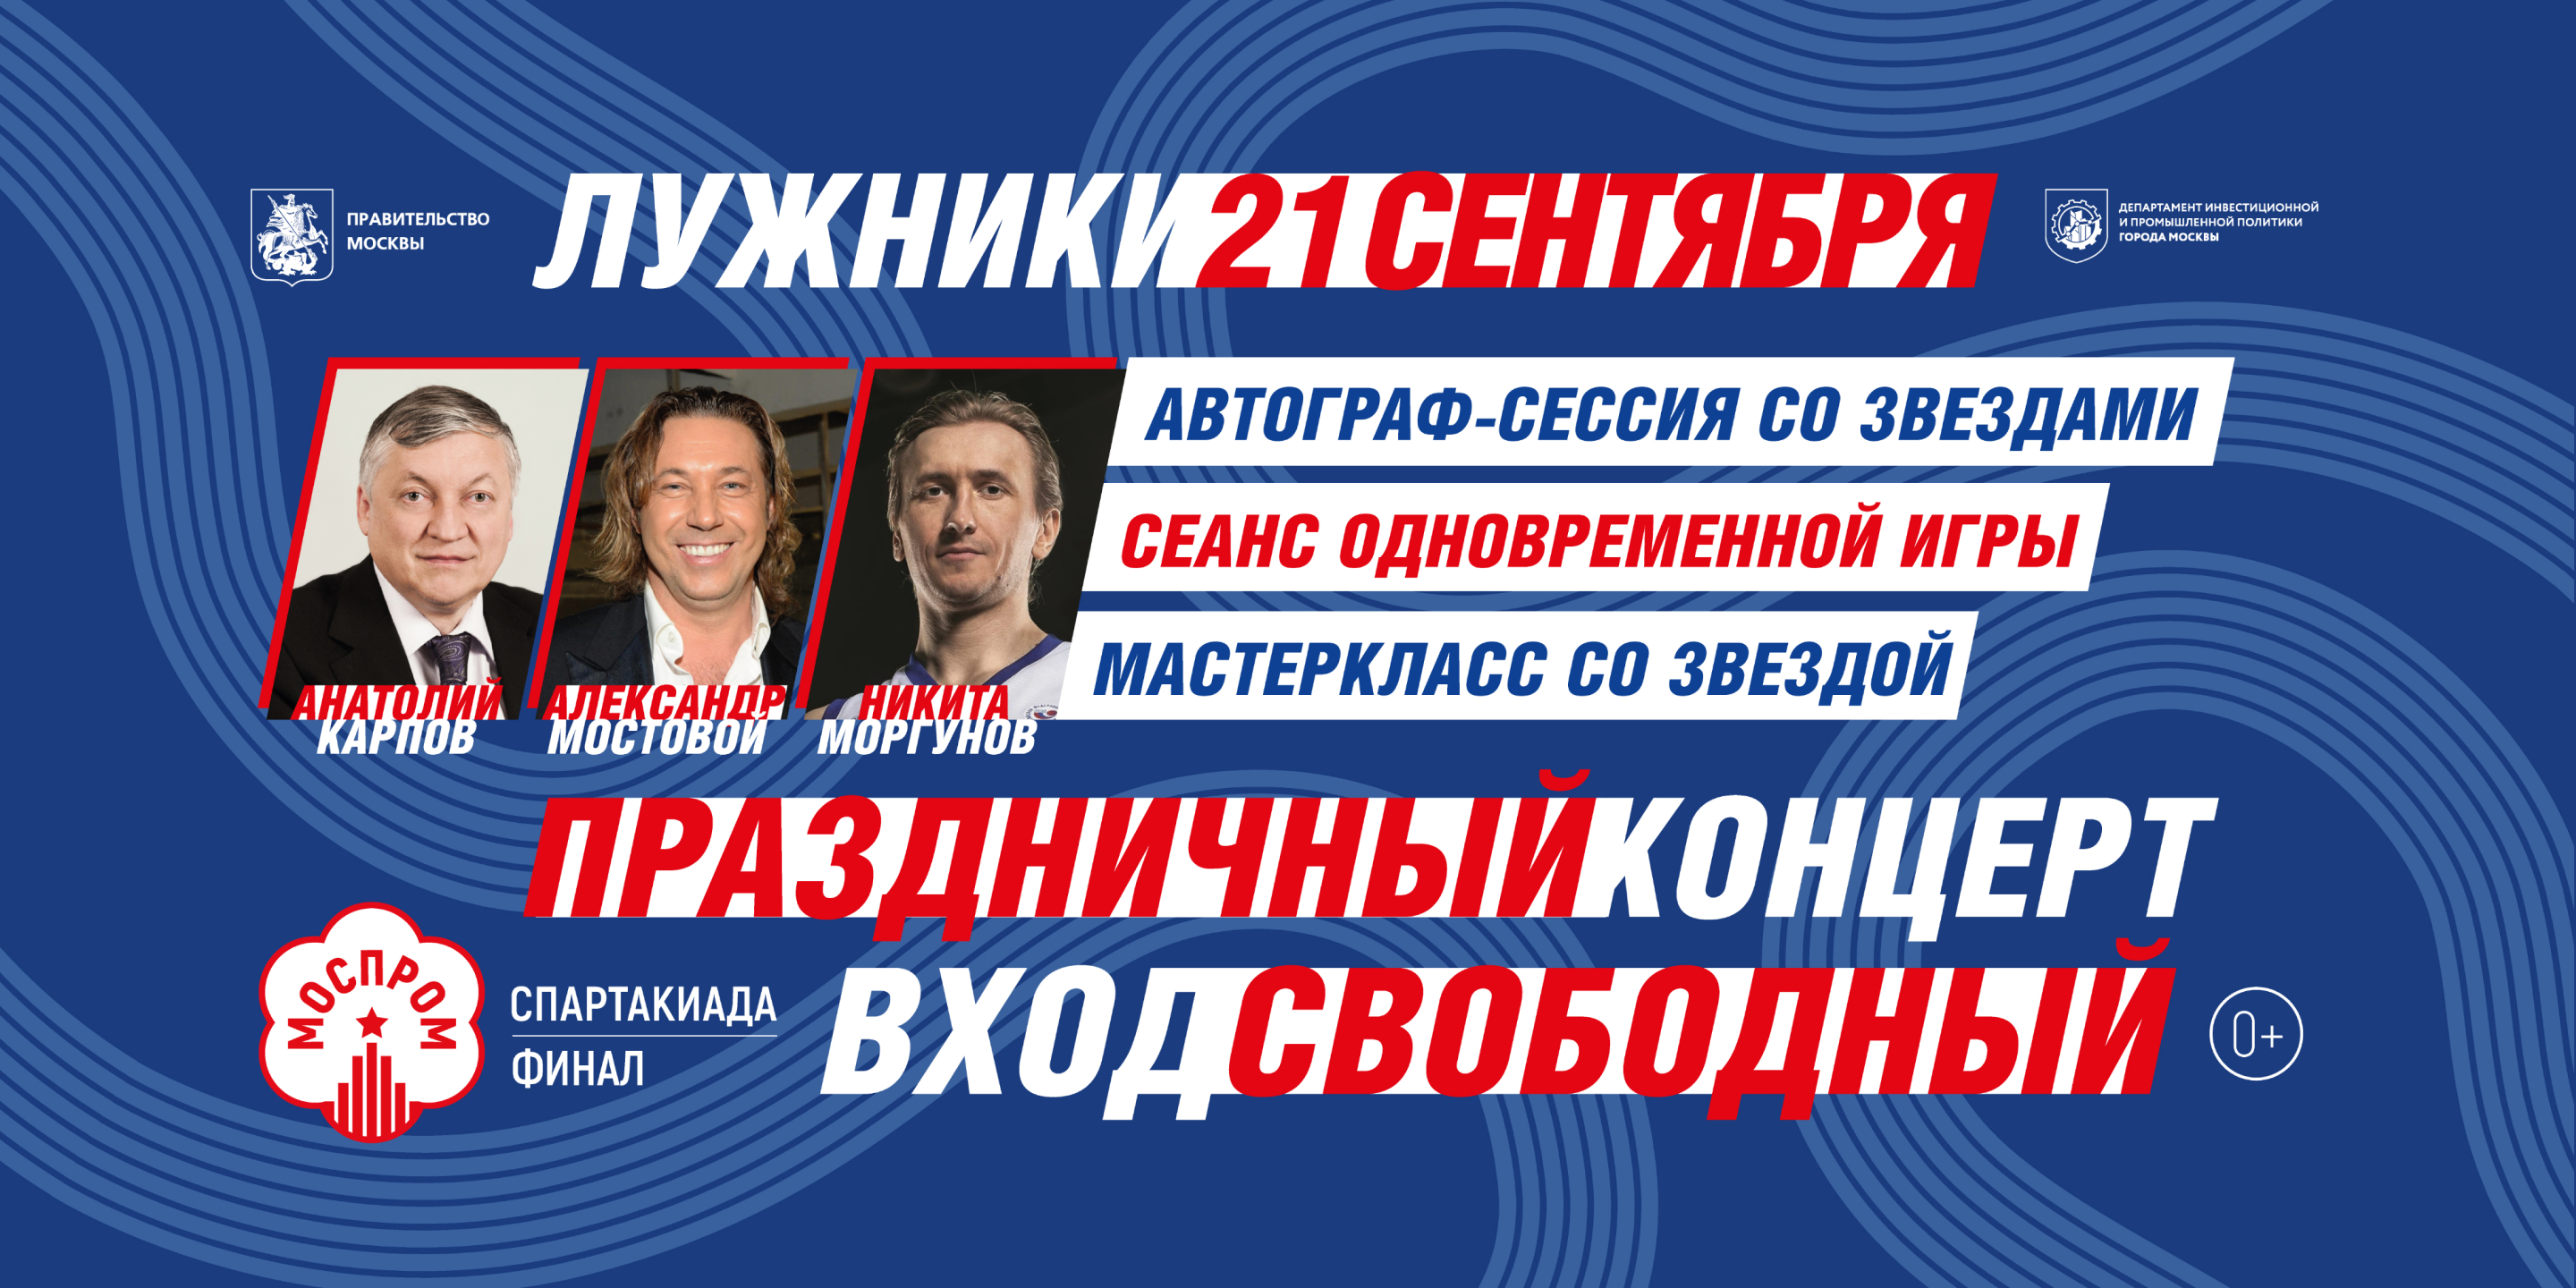 ПРАВИТЕЛЬСТВО
МОСКВЫ
ЛУЖНИКИ 21 СЕНТЯБРЯ
ДЕПАРТАМЕНТ ИНВЕСТИЦИОННОЙ
И ПРОМЫШЛЕННОЙ ПОЛИТИКИ
ГОРОДА МОСКВЫ
АВТОГРАФ-СЕССИЯ СО ЗВЕЗДАМИ
СЕАНС ОДНОВРЕМЕННОЙ ИГРЫ
МАСТЕРКЛАСС СО ЗВЕЗДОЙ
АНАТОЛИЙ
КАРПОВ
АЛЕКСАНДР
МОСТОВОЙ
НИКИТА
МОРГУНОВ
ПРАЗДНИЧНЫЙ КОНЦЕРТ
ВХОД СВОБОДНЫЙ
МОСПРОМ
СПАРТАКИАДА
ФИНАЛ
0+